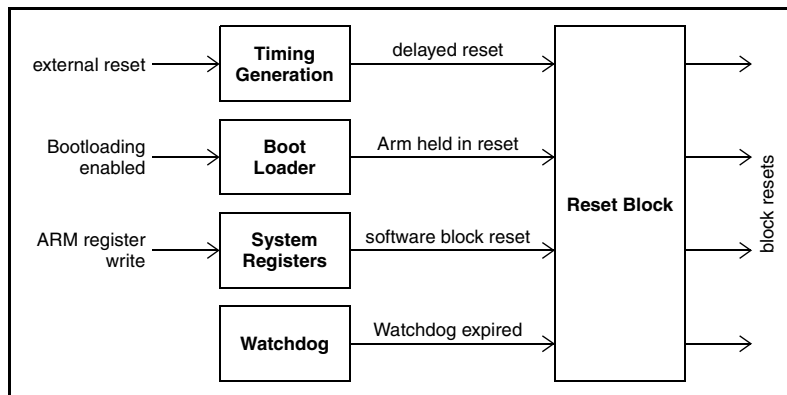 external reset
Timing
Generation
delayed reset
Bootloading
enabled
Boot
Loader
Arm held in reset
ARM register
write
System
Registers
software block reset
Watchdog
Watchdog expired
Reset Block
block resets